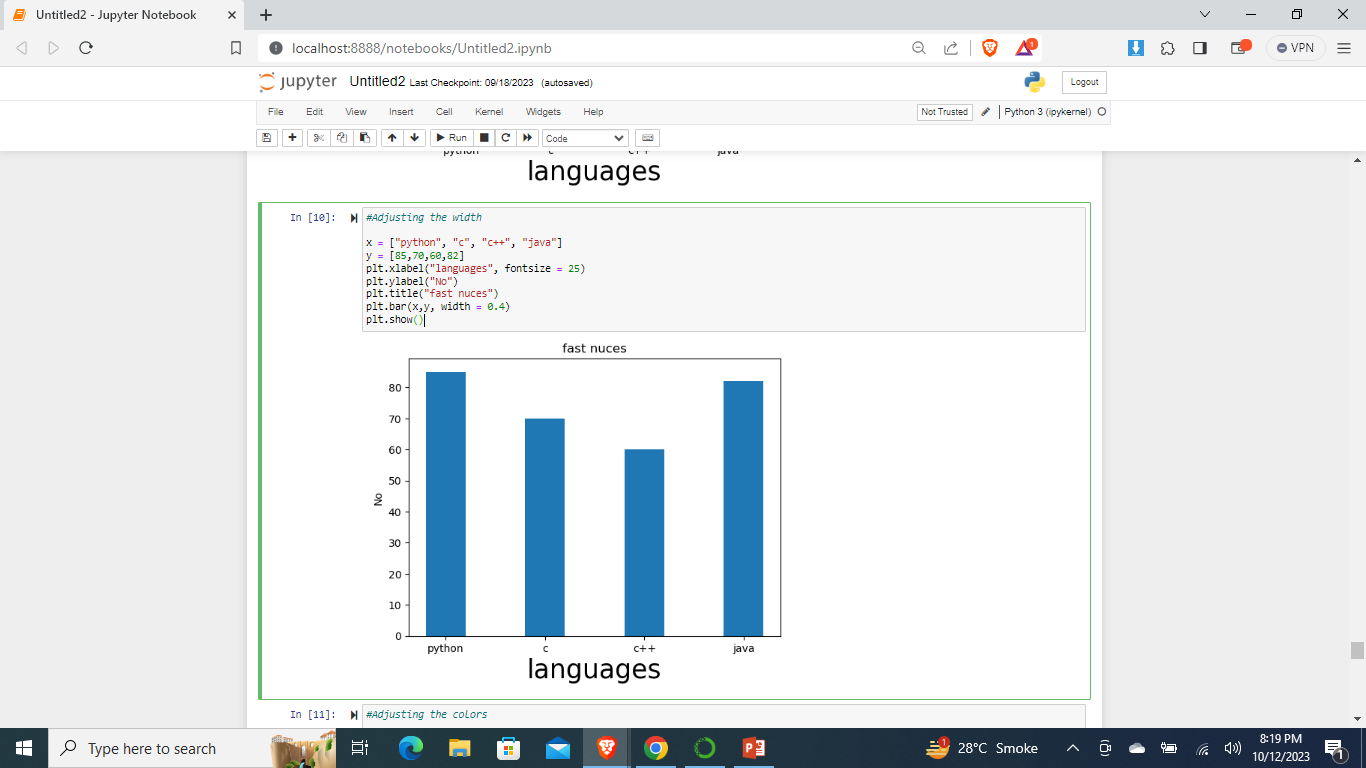 Untitled2 - Jupyter Notebook
localhost:8888/notebooks/Untitled2.ipynb
1
VPN
jupyter Untitled2 Last Checkpoint: 09/18/2023 (autosaved)
Logout
File Edit View Insert Cell Kernel Widgets Help
Not Trusted
Python 3 (ipykernel)
Run
Code
python c c++ java
languages
In [10]:
#Adjusting the width
x = ["python", "c", "c++", "java"]
y = [85,70,60,82]
plt.xlabel("languages", fontsize = 25)
plt.ylabel("No")
plt.title("fast nuces")
plt.bar(x,y, width = 0.4)
plt.show()
fast nuces
80
70
60
50
No
40
30
20
10
0
python c c++ java
languages
In [11]:
#Adjusting the colors
Type here to search
1
28°C Smoke
8:19 PM
10/12/2023
1